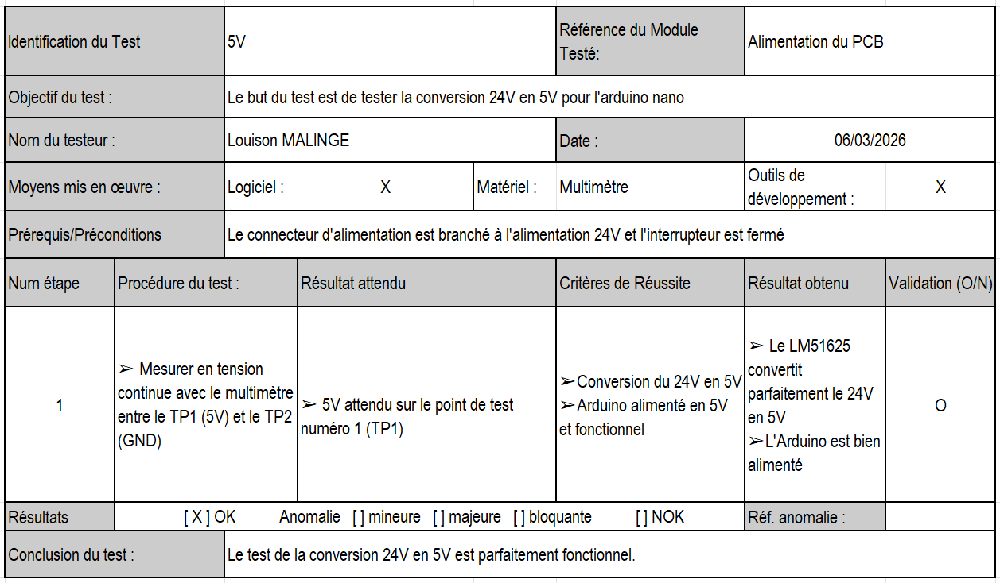 Identification du Test
5V
Référence du Module
Testé:
Alimentation du PCB
Objectif du test :
Le but du test est de tester la conversion 24V en 5V pour l'arduino nano
Nom du testeur :
Louison MALINGE
Date :
06/03/2026
Moyens mis en œuvre :
Logiciel :
X
Matériel :
Multimètre
Outils de
développement :
X
Prérequis/Préconditions
Le connecteur d'alimentation est branché à l'alimentation 24V et l'interrupteur est fermé
Num étape
Procédure du test :
Résultat attendu
Critères de Réussite
Résultat obtenu
Validation (O/N)
1
➢ Mesurer en tension
continue avec le multimètre
entre le TP1 (5V) et le TP2
(GND)
➢ 5V attendu sur le point de test
numéro 1 (TP1)
➢Conversion du 24V en 5V
➢Arduino alimenté en 5V
et fonctionnel
➢ Le LM51625
convertit
parfaitement le 24V
en 5V
➢L'Arduino est bien
alimenté
O
Résultats
[ X ] OK Anomalie [ ] mineure [ ] majeure [ ] bloquante [ ] NOK
Réf. anomalie :
Conclusion du test :
Le test de la conversion 24V en 5V est parfaitement fonctionnel.